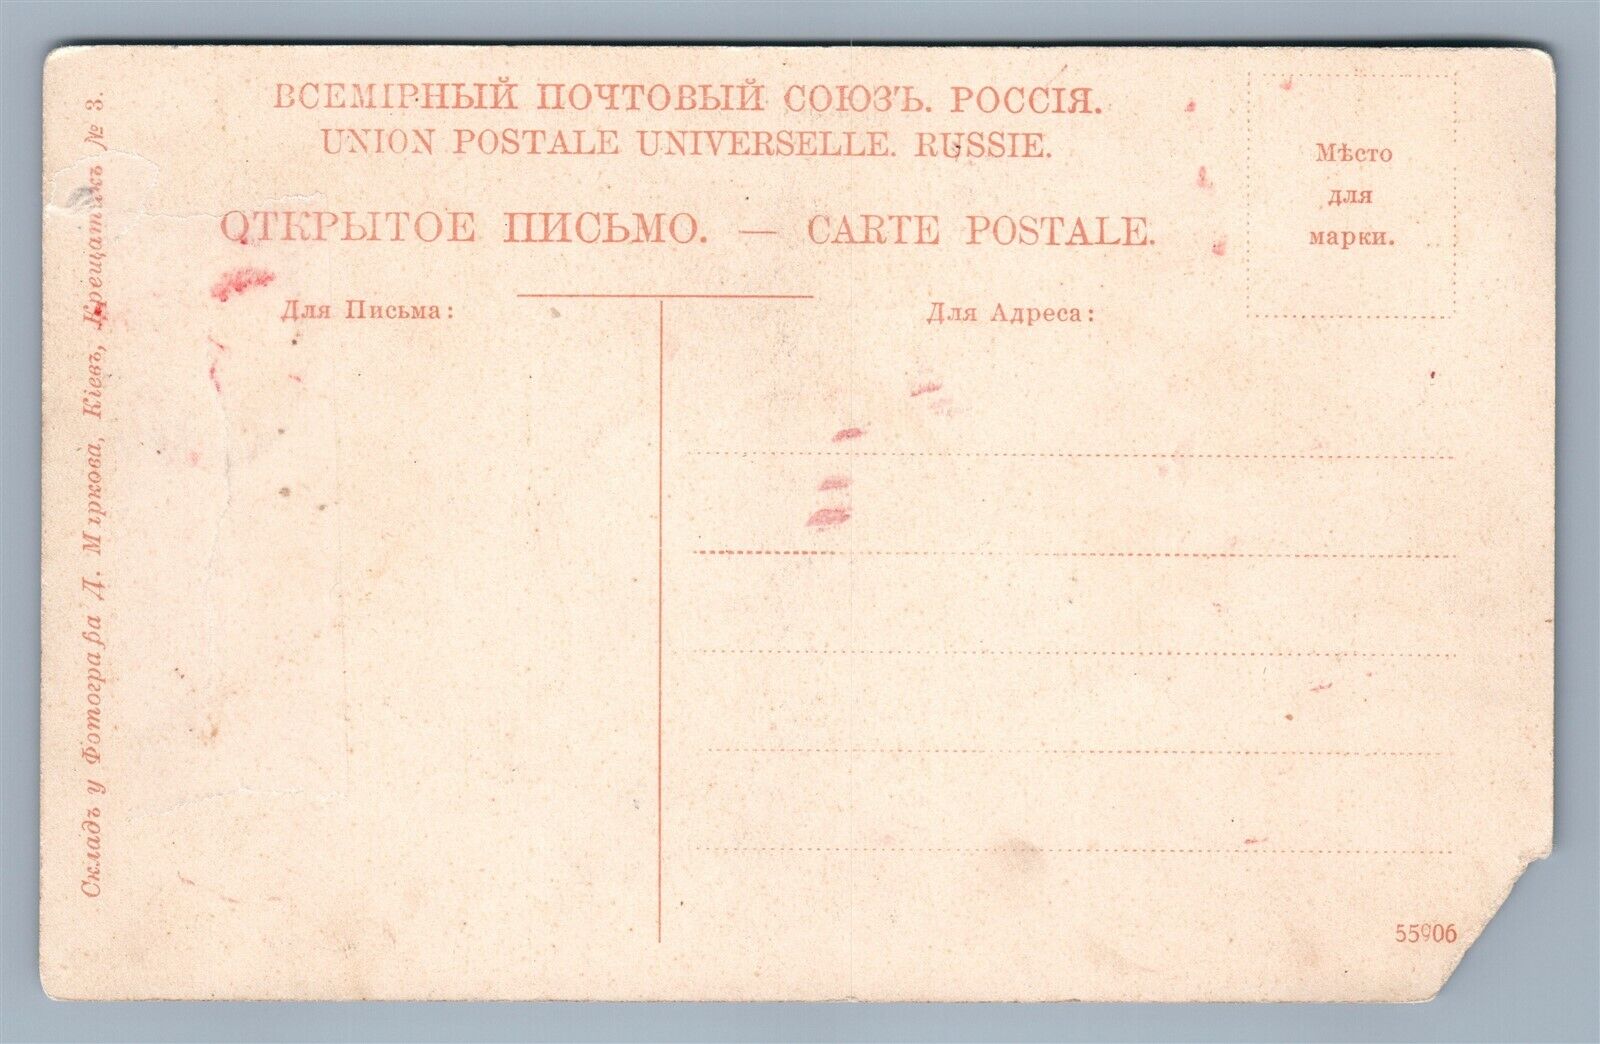 ВСЕМІРНЫЙ ПОЧТОВЫЙ СОЮЗЪ. РОССІЯ.
UNION POSTALE UNIVERSELLE. RUSSIE.
ОТКРЫТОЕ ПИСЬМО. — CARTE POSTALE.
Мѣсто
для
марки.
Для Письма:
Для Адреса:
Складъ у Фотографа Д. Маркова, Кіевъ, Крещатикъ № 3.
55906